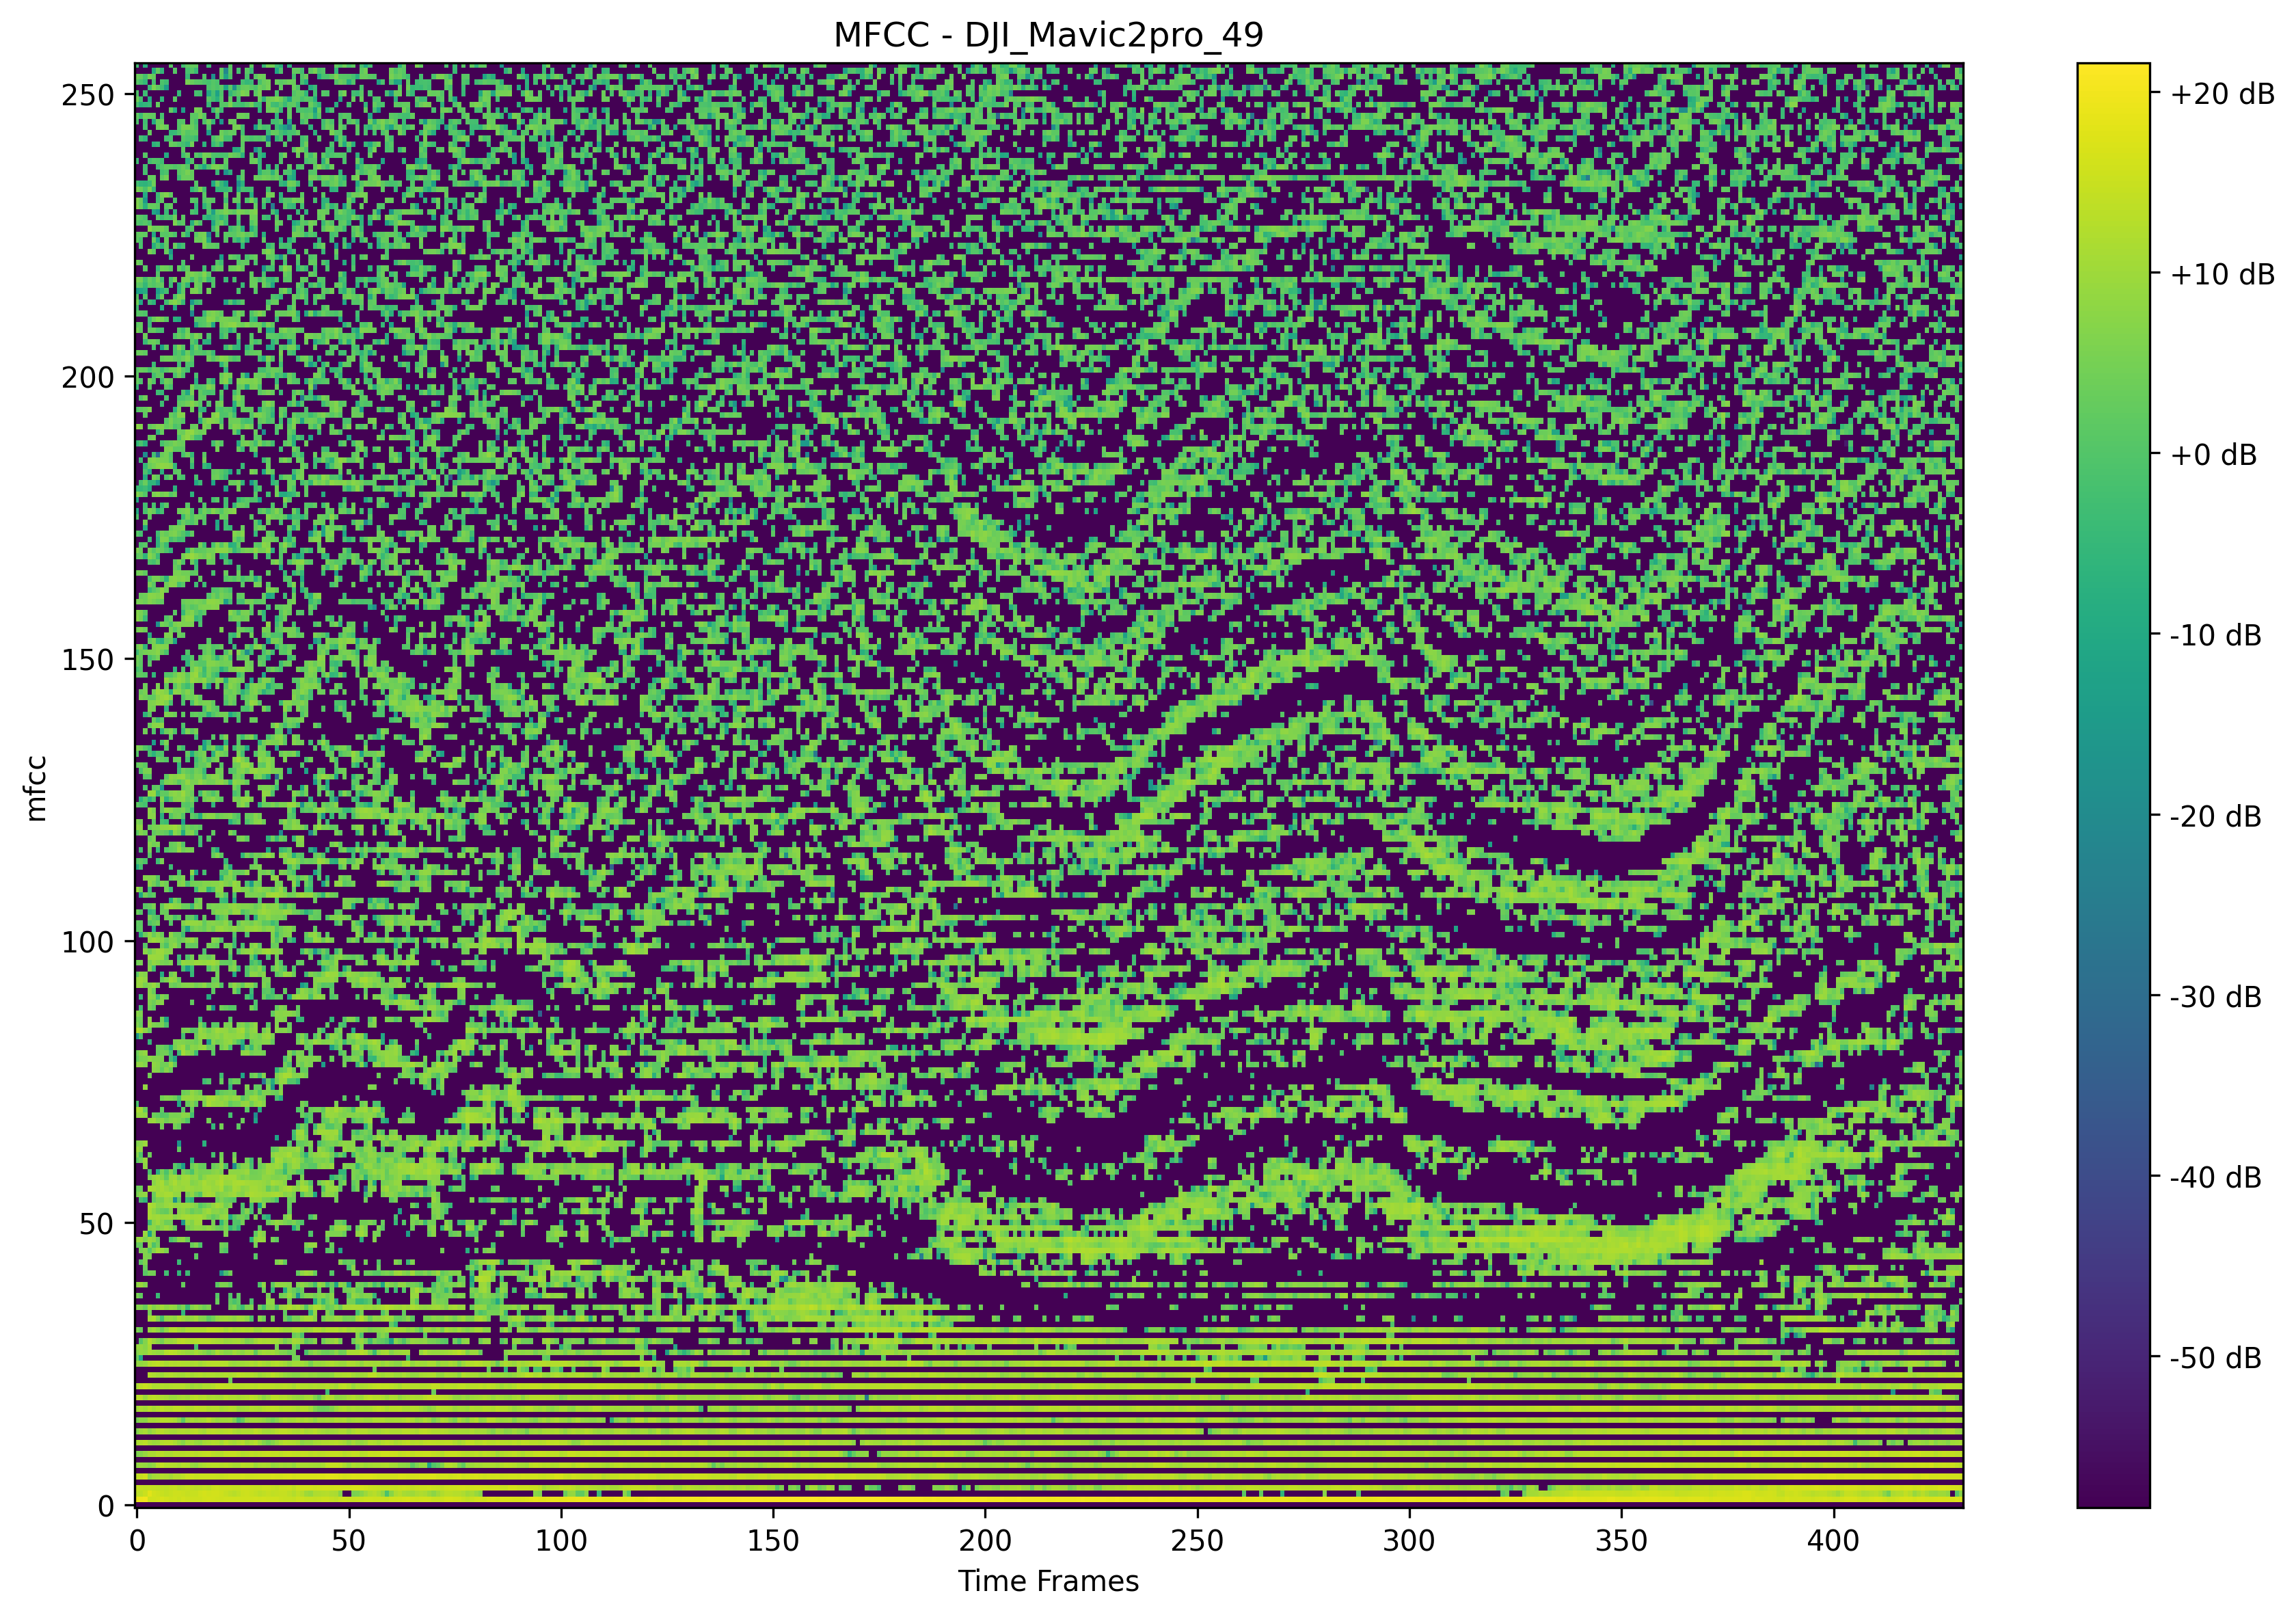 MFCC - DJI_Mavic2pro_49
250
200
150
100
50
0
mfcc
0 50 100 150 200 250 300 350 400
Time Frames
+20 dB
+10 dB
+0 dB
-10 dB
-20 dB
-30 dB
-40 dB
-50 dB